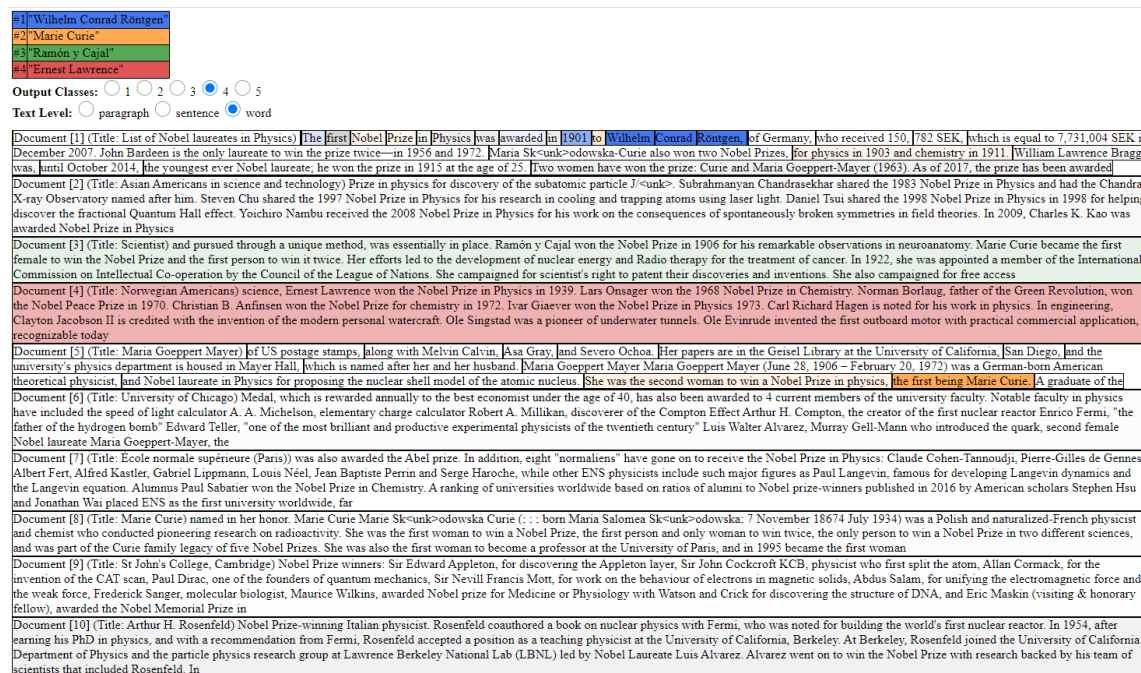 #1 "Wilhelm Conrad Röntgen"
#2 "Marie Curie"
#3 "Ramón y Cajal"
#4 "Ernest Lawrence"
Output Classes: 1 2 3 4 5
Text Level: paragraph sentence word
Document [1] (Title: List of Nobel laureates in Physics) The first Nobel Prize in Physics was awarded in 1901 to Wilhelm Conrad Röntgen, of Germany, who received 150, 782 SEK, which is equal to 7,731,004 SEK i
December 2007. John Bardeen is the only laureate to win the prize twice—in 1956 and 1972. Maria Sk<unk>odowska-Curie also won two Nobel Prizes, for physics in 1903 and chemistry in 1911. William Lawrence Bragg
was, until October 2014, the youngest ever Nobel laureate; he won the prize in 1915 at the age of 25. Two women have won the prize: Curie and Maria Goeppert-Mayer (1963). As of 2017, the prize has been awarded
Document [2] (Title: Asian Americans in science and technology) Prize in physics for discovery of the subatomic particle J/<unk>. Subrahmanyan Chandrasekhar shared the 1983 Nobel Prize in Physics and had the Chandra
X-ray Observatory named after him. Steven Chu shared the 1997 Nobel Prize in Physics for his research in cooling and trapping atoms using laser light. Daniel Tsui shared the 1998 Nobel Prize in Physics in 1998 for helping
discover the fractional Quantum Hall effect. Yoichiro Nambu received the 2008 Nobel Prize in Physics for his work on the consequences of spontaneously broken symmetries in field theories. In 2009, Charles K. Kao was
awarded Nobel Prize in Physics
Document [3] (Title: Scientist) and pursued through a unique method, was essentially in place. Ramón y Cajal won the Nobel Prize in 1906 for his remarkable observations in neuroanatomy. Marie Curie became the first
female to win the Nobel Prize and the first person to win it twice. Her efforts led to the development of nuclear energy and Radio therapy for the treatment of cancer. In 1922, she was appointed a member of the International
Commission on Intellectual Co-operation by the Council of the League of Nations. She campaigned for scientist's right to patent their discoveries and inventions. She also campaigned for free access
Document [4] (Title: Norwegian Americans) science, Ernest Lawrence won the Nobel Prize in Physics in 1939. Lars Onsager won the 1968 Nobel Prize in Chemistry. Norman Borlaug, father of the Green Revolution, won
the Nobel Peace Prize in 1970. Christian B. Anfinsen won the Nobel Prize for chemistry in 1972. Ivar Giaever won the Nobel Prize in Physics 1973. Carl Richard Hagen is noted for his work in physics. In engineering,
Clayton Jacobson II is credited with the invention of the modern personal watercraft. Ole Singstad was a pioneer of underwater tunnels. Ole Evinrude invented the first outboard motor with practical commercial application,
recognizable today
Document [5] (Title: Maria Goeppert Mayer) of US postage stamps, along with Melvin Calvin, Asa Gray, and Severo Ochoa. Her papers are in the Geisel Library at the University of California, San Diego, and the
university's physics department is housed in Mayer Hall, which is named after her and her husband. Maria Goeppert Mayer Maria Goeppert Mayer (June 28, 1906 – February 20, 1972) was a German-born American
theoretical physicist, and Nobel laureate in Physics for proposing the nuclear shell model of the atomic nucleus. She was the second woman to win a Nobel Prize in physics, the first being Marie Curie. A graduate of the
Document [6] (Title: University of Chicago) Medal, which is rewarded annually to the best economist under the age of 40, has also been awarded to 4 current members of the university faculty. Notable faculty in physics
have included the speed of light calculator A. A. Michelson, elementary charge calculator Robert A. Millikan, discoverer of the Compton Effect Arthur H. Compton, the creator of the first nuclear reactor Enrico Fermi, "the
father of the hydrogen bomb" Edward Teller, "one of the most brilliant and productive experimental physicists of the twentieth century" Luis Walter Alvarez, Murray Gell-Mann who introduced the quark, second female
Nobel laureate Maria Goeppert-Mayer, the
Document [7] (Title: École normale supérieure (Paris)) was also awarded the Abel prize. In addition, eight "normaliens" have gone on to receive the Nobel Prize in Physics: Claude Cohen-Tannoudji, Pierre-Gilles de Gennes
Albert Fert, Alfred Kastler, Gabriel Lippmann, Louis Néel, Jean Baptiste Perrin and Serge Haroche, while other ENS physicists include such major figures as Paul Langevin, famous for developing Langevin dynamics and
the Langevin equation. Alumnus Paul Sabatier won the Nobel Prize in Chemistry. A ranking of universities worldwide based on ratios of alumni to Nobel prize-winners published in 2016 by American scholars Stephen Hsu
and Jonathan Wai placed ENS as the first university worldwide, far
Document [8] (Title: Marie Curie) named in her honor. Marie Curie Marie Sk<unk>odowska Curie (: : : born Maria Salomea Sk<unk>odowska: 7 November 18674 July 1934) was a Polish and naturalized-French physicist
and chemist who conducted pioneering research on radioactivity. She was the first woman to win a Nobel Prize, the first person and only woman to win twice, the only person to win a Nobel Prize in two different sciences,
and was part of the Curie family legacy of five Nobel Prizes. She was also the first woman to become a professor at the University of Paris, and in 1995 became the first woman
Document [9] (Title: St John's College, Cambridge) Nobel Prize winners: Sir Edward Appleton, for discovering the Appleton layer, Sir John Cockcroft KCB, physicist who first split the atom, Allan Cormack, for the
invention of the CAT scan, Paul Dirac, one of the founders of quantum mechanics, Sir Nevill Francis Mott, for work on the behaviour of electrons in magnetic solids, Abdus Salam, for unifying the electromagnetic force and
the weak force, Frederick Sanger, molecular biologist, Maurice Wilkins, awarded Nobel prize for Medicine or Physiology with Watson and Crick for discovering the structure of DNA, and Eric Maskin (visiting & honorary
fellow), awarded the Nobel Memorial Prize in
Document [10] (Title: Arthur H. Rosenfeld) Nobel Prize-winning Italian physicist. Rosenfeld coauthored a book on nuclear physics with Fermi, who was noted for building the world's first nuclear reactor. In 1954, after
earning his PhD in physics, and with a recommendation from Fermi, Rosenfeld accepted a position as a teaching physicist at the University of California, Berkeley. At Berkeley, Rosenfeld joined the University of California
Department of Physics and the particle physics research group at Lawrence Berkeley National Lab (LBNL) led by Nobel Laureate Luis Alvarez. Alvarez went on to win the Nobel Prize with research backed by his team of
scientists that included Rosenfeld. In